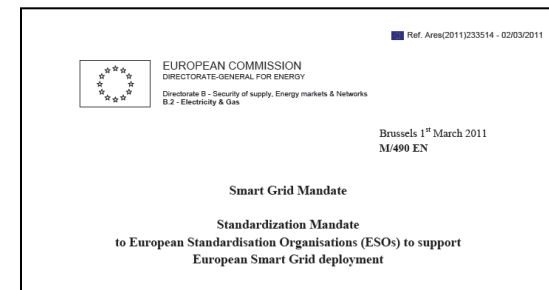 Ref. Ares(2011)233514 - 02/03/2011
EUROPEAN COMMISSION
DIRECTORATE-GENERAL FOR ENERGY
Directorate B - Security of supply, Energy markets & Networks
B.2 - Electricity & Gas
Brussels 1st March 2011
M/490 EN
Smart Grid Mandate
Standardization Mandate
to European Standardisation Organisations (ESOs) to support
European Smart Grid deployment